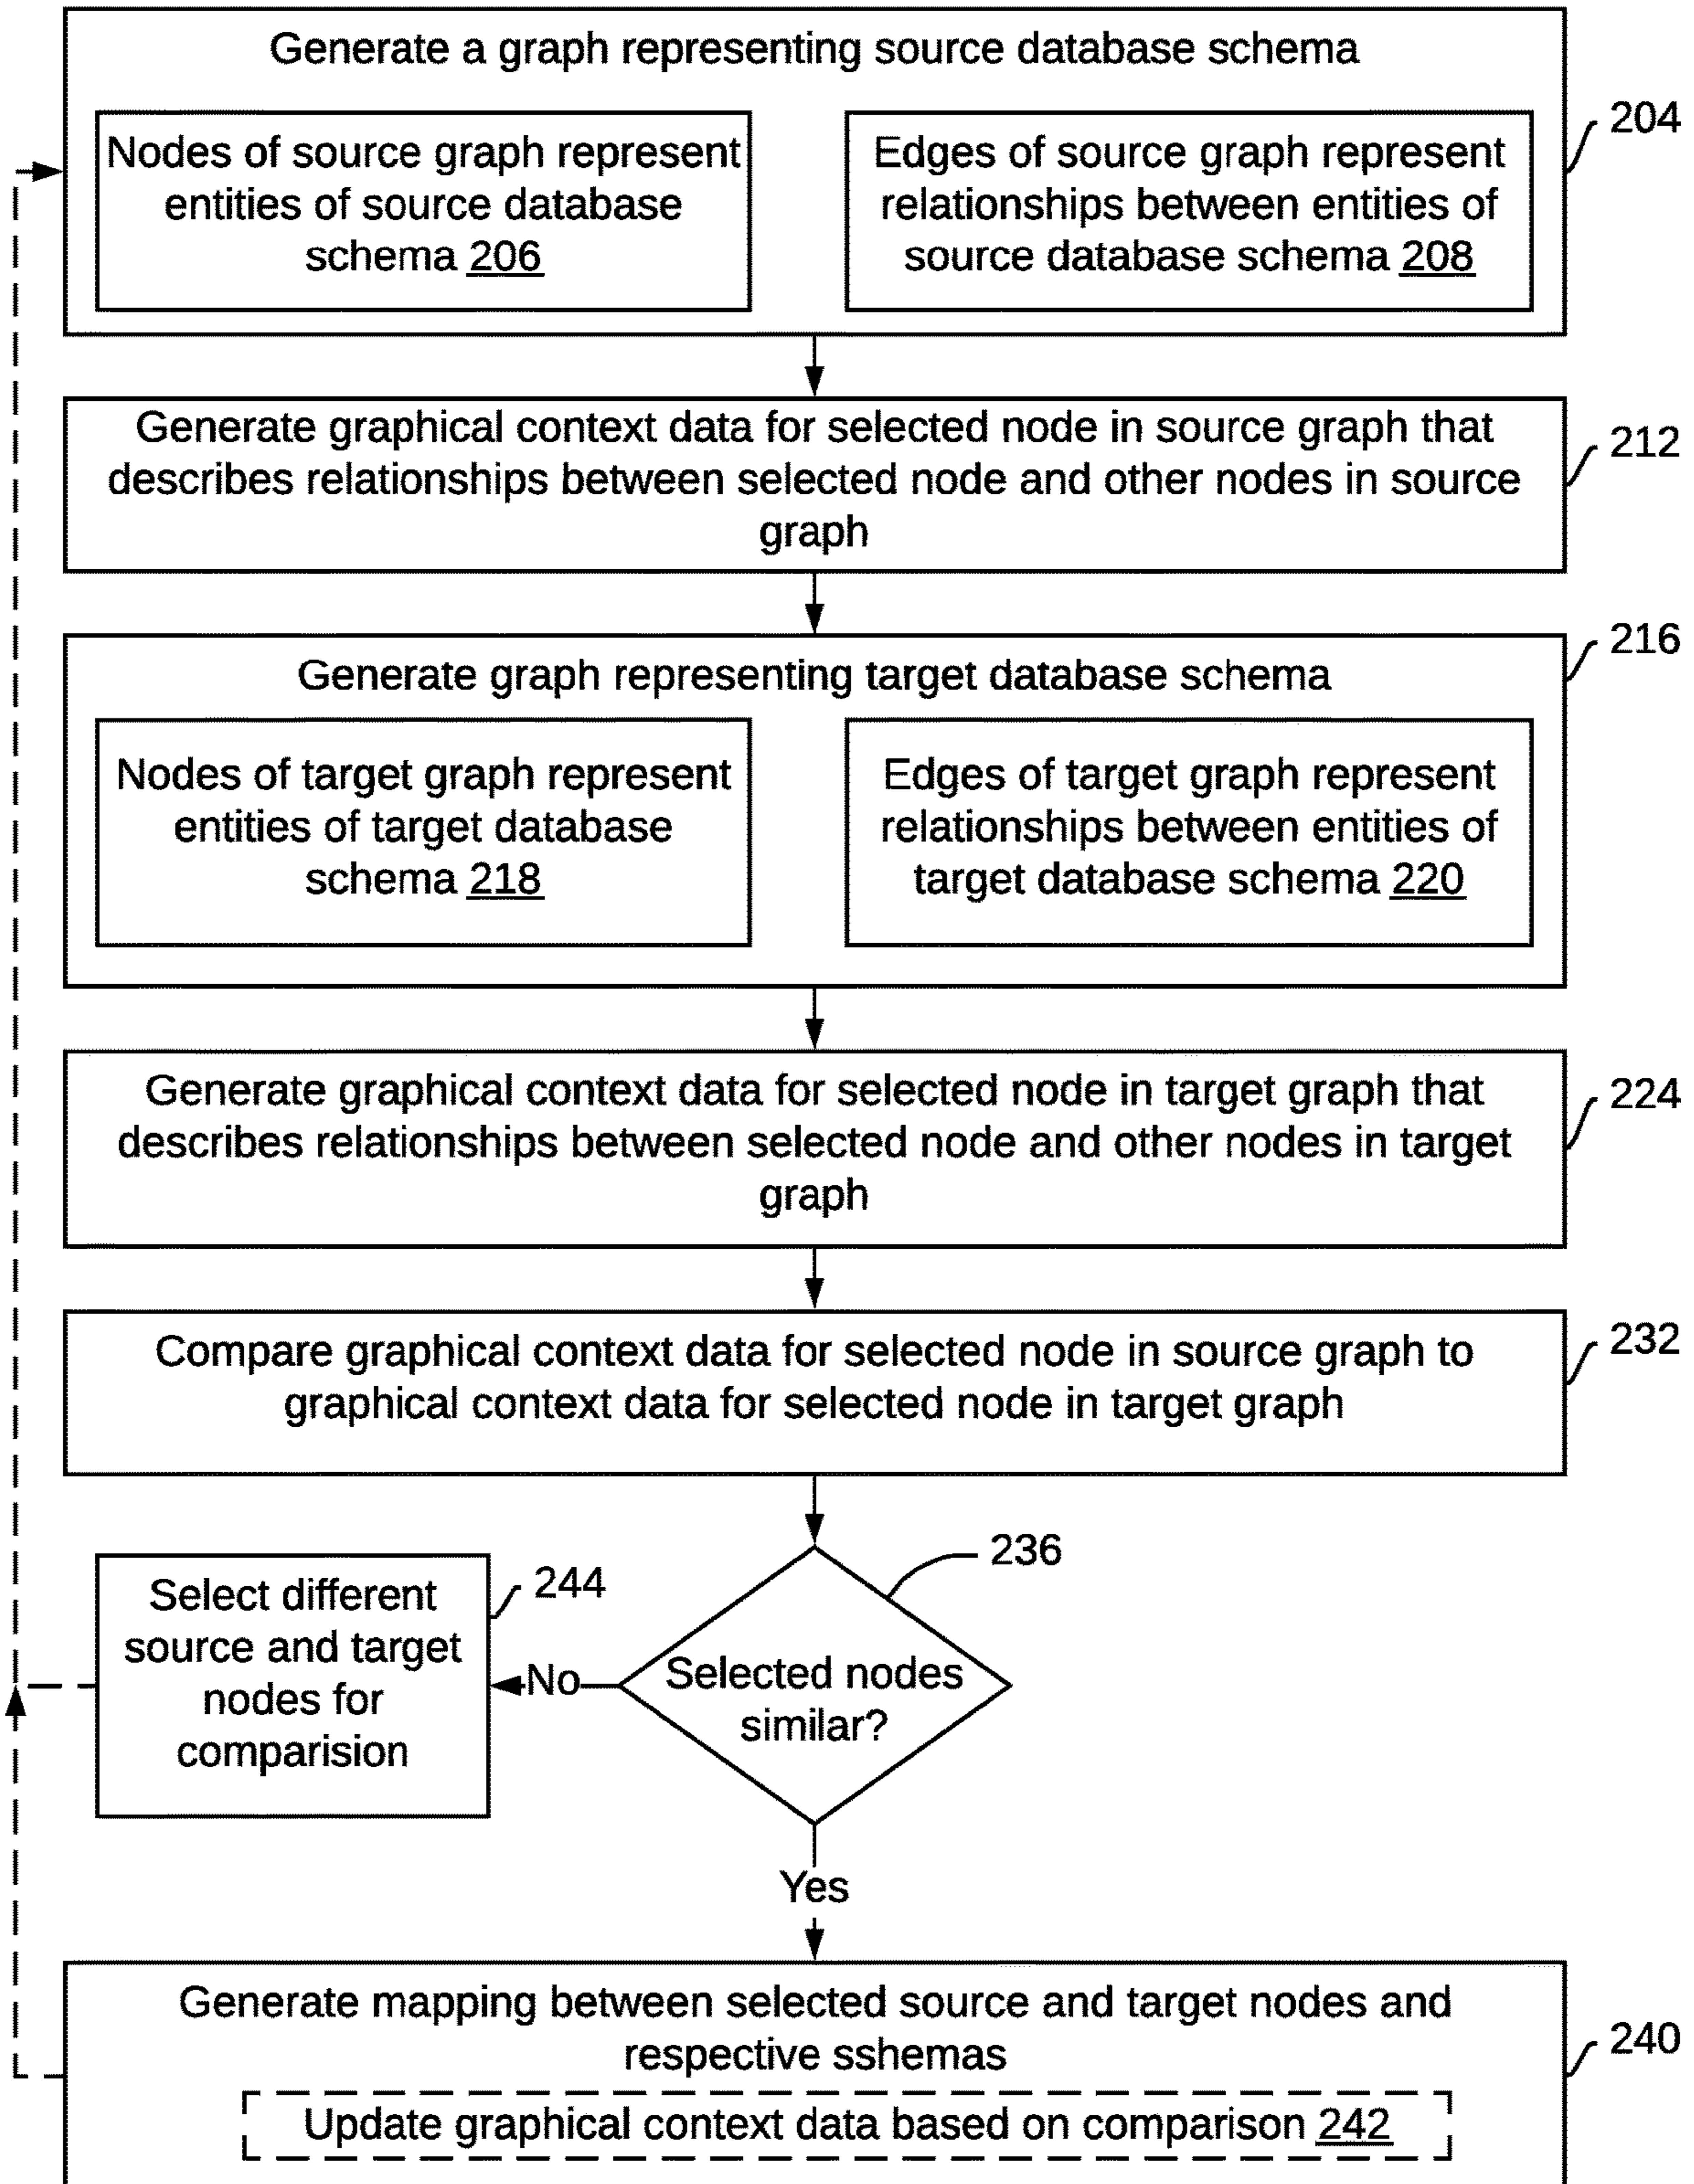 Generate a graph representing source database schema
204
Nodes of source graph represent
entities of source database
schema 206
Edges of source graph represent
relationships between entities of
source database schema 208
Generate graphical context data for selected node in source graph that
describes relationships between selected node and other nodes in source
graph
212
Generate graph representing target database schema
216
Nodes of target graph represent
entities of target database
schema 218
Edges of target graph represent
relationships between entities of
target database schema 220
Generate graphical context data for selected node in target graph that
describes relationships between selected node and other nodes in target
graph
224
Compare graphical context data for selected node in source graph to
graphical context data for selected node in target graph
232
236
Selected nodes
similar?
No
244
Select different
source and target
nodes for
comparision
Yes
Generate mapping between selected source and target nodes and
respective sshemas
240
Update graphical context data based on comparison 242